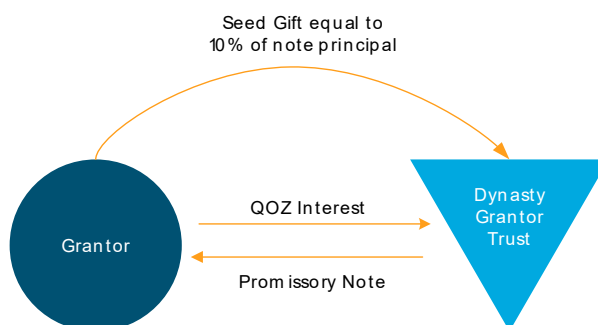 Seed Gift equal to
10% of note principal
Grantor
QOZ Interest
Promissory Note
Dynasty
Grantor
Trust